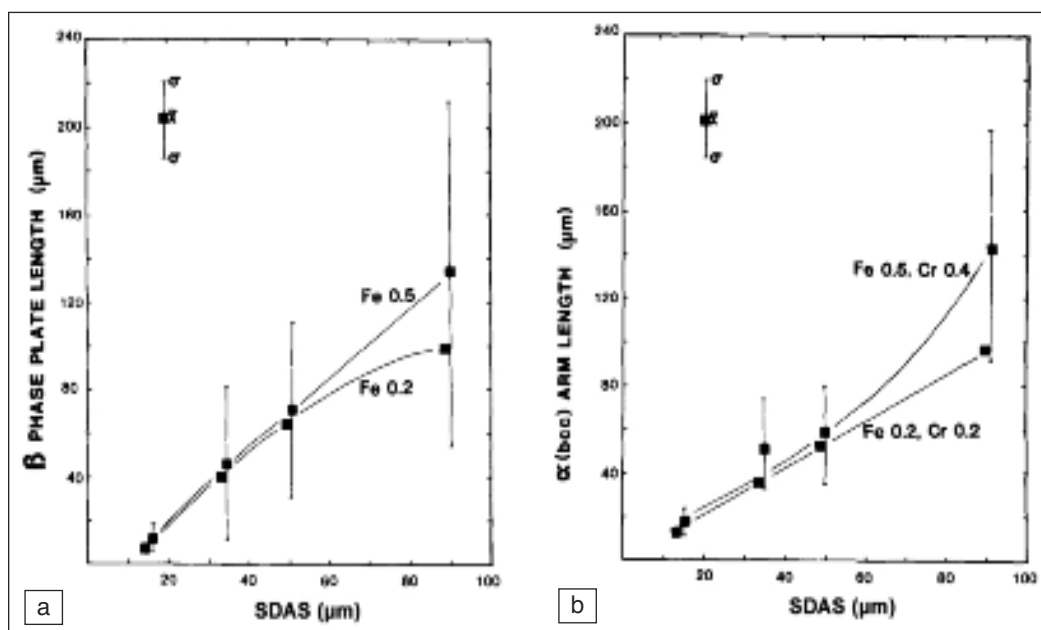 240
200
160
120
80
40
20
40
60
80
100
β PHASE PLATE LENGTH (μm)
SDAS (μm)
σ
x̄
σ
Fe 0.5
Fe 0.2
a
240
200
160
120
80
40
20
40
60
80
100
α(bcc) ARM LENGTH (μm)
SDAS (μm)
σ
x̄
σ
Fe 0.5, Cr 0.4
Fe 0.2, Cr 0.2
b